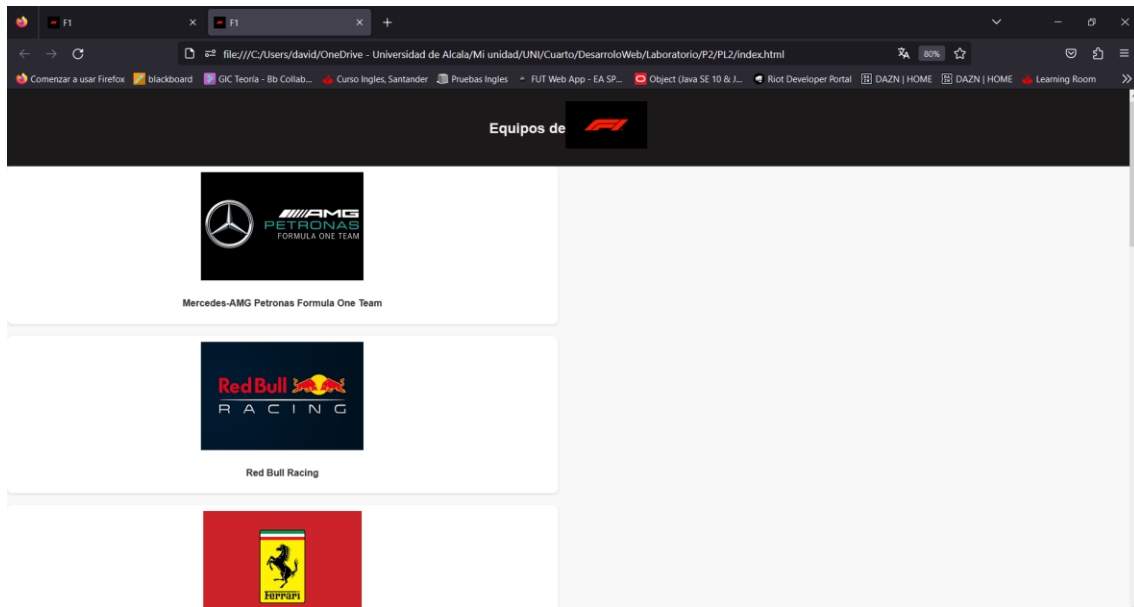 F1
F1
file:///C:/Users/david/OneDrive - Universidad de Alcala/Mi unidad/UNI/Cuarto/DesarroloWeb/Laboratorio/P2/PL2/index.html
80%
Comenzar a usar Firefox blackboard GIC Teoría - Bb Collab... Curso Ingles, Santander Pruebas Ingles FUT Web App - EA SP... Object (Java SE 10 & J... Riot Developer Portal DAZN | HOME DAZN | HOME Learning Room
Equipos de F1
AMG
PETRONAS
FORMULA ONE TEAM
Mercedes-AMG Petronas Formula One Team
Red Bull
RACING
Red Bull Racing
Ferrari